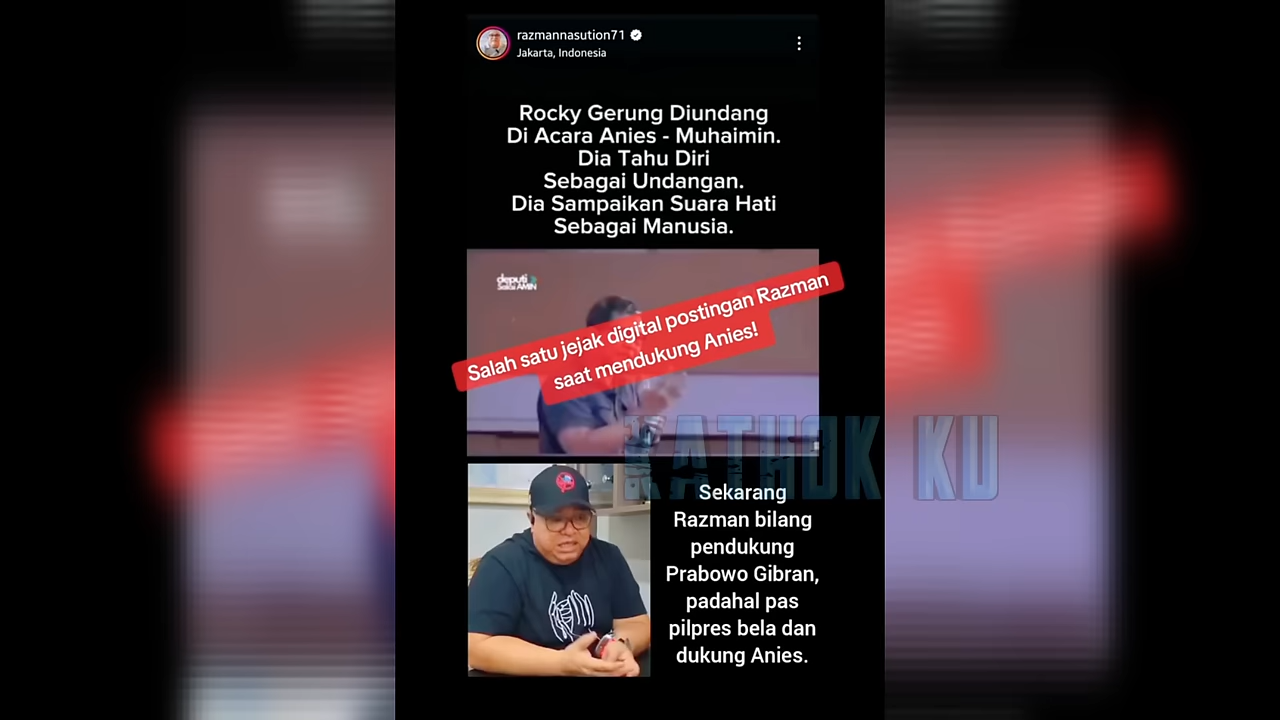 razmannasution71
Jakarta, Indonesia
Rocky Gerung Diundang
Di Acara Anies - Muhaimin.
Dia Tahu Diri
Sebagai Undangan.
Dia Sampaikan Suara Hati
Sebagai Manusia.
deputi
Saksi AMIN
Salah satu jejak digital postingan Razman
saat mendukung Anies!
KATHOK KU
Sekarang
Razman bilang
pendukung
Prabowo Gibran,
padahal pas
pilpres bela dan
dukung Anies.